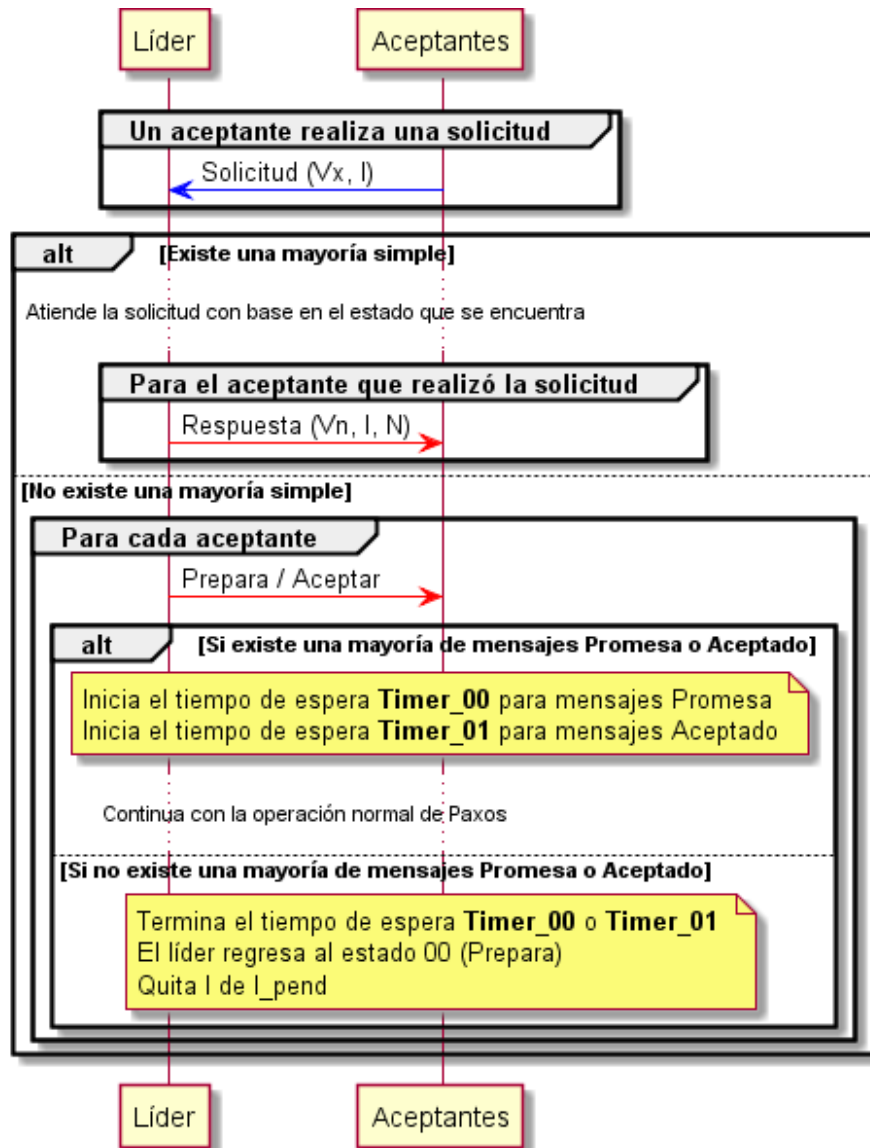 Líder
Aceptantes
Un aceptante realiza una solicitud
Solicitud (Vx, I)
alt
[Existe una mayoría simple]
Atiende la solicitud con base en el estado que se encuentra
Para el aceptante que realizó la solicitud
Respuesta (Vn, I, N)
[No existe una mayoría simple]
Para cada aceptante
Prepara / Aceptar
alt
[Si existe una mayoría de mensajes Promesa o Aceptado]
Inicia el tiempo de espera Timer_00 para mensajes Promesa
Inicia el tiempo de espera Timer_01 para mensajes Aceptado
Continua con la operación normal de Paxos
[Si no existe una mayoría de mensajes Promesa o Aceptado]
Termina el tiempo de espera Timer_00 o Timer_01
El líder regresa al estado 00 (Prepara)
Quita I de I_pend
Líder
Aceptantes